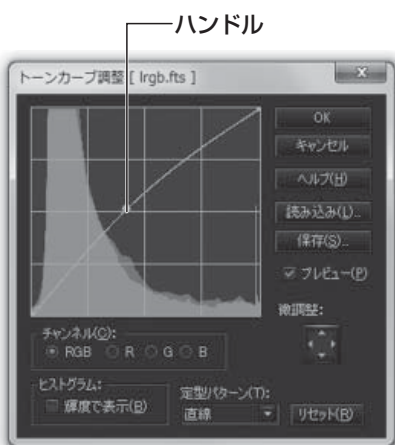 ハンドル
トーンカーブ調整 [ lrgb.fts ]
OK
キャンセル
ヘルプ(H)
読み込み(L)...
保存(S)...
プレビュー(P)
微調整:
チャンネル(C):
RGB R G B
ヒストグラム:
輝度で表示(B)
定型パターン(T):
直線
リセット(R)